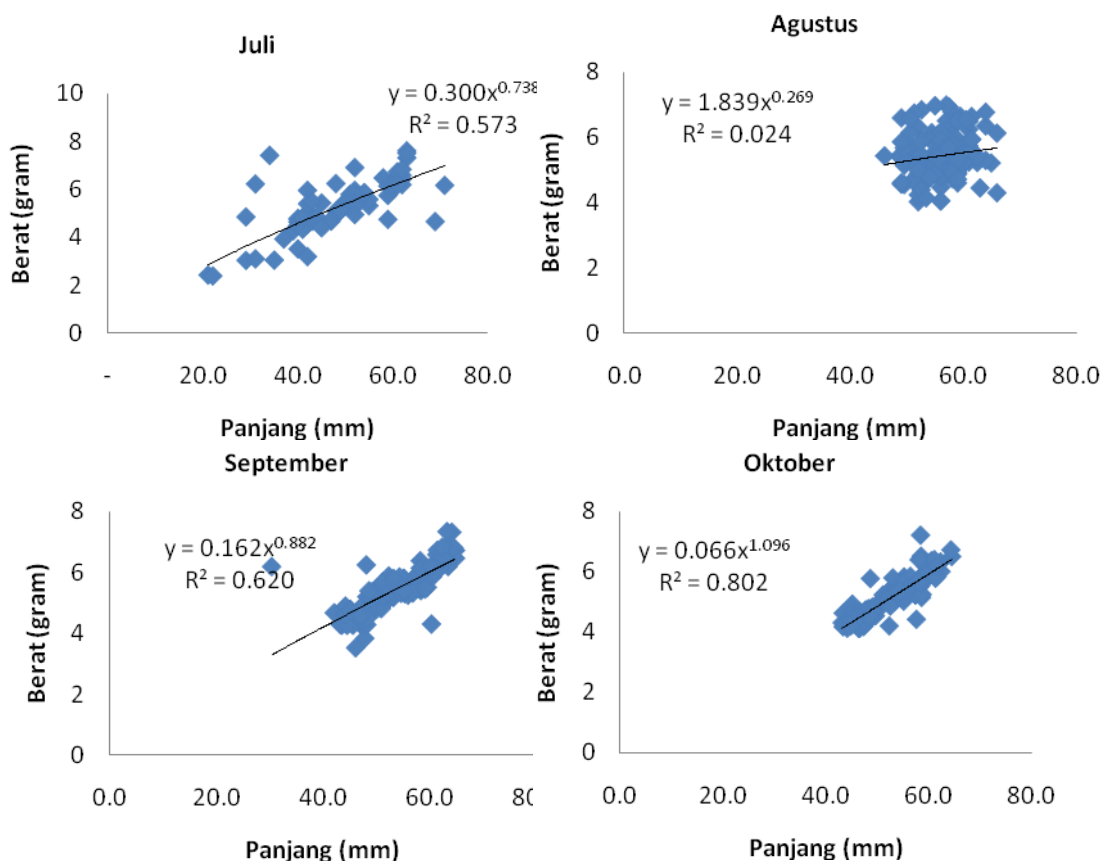 Juli
y = 0.300x^0.738
R² = 0.573
Berat (gram)
10
8
6
4
2
0
-
20.0
40.0
60.0
80.0
Panjang (mm)
Agustus
y = 1.839x^0.269
R² = 0.024
Berat (gram)
8
6
4
2
0
0.0
20.0
40.0
60.0
80.0
Panjang (mm)
September
y = 0.162x^0.882
R² = 0.620
Berat (gram)
8
6
4
2
0
0.0
20.0
40.0
60.0
80
Panjang (mm)
Oktober
y = 0.066x^1.096
R² = 0.802
Berat (gram)
8
6
4
2
0
0.0
20.0
40.0
60.0
80.0
Panjang (mm)